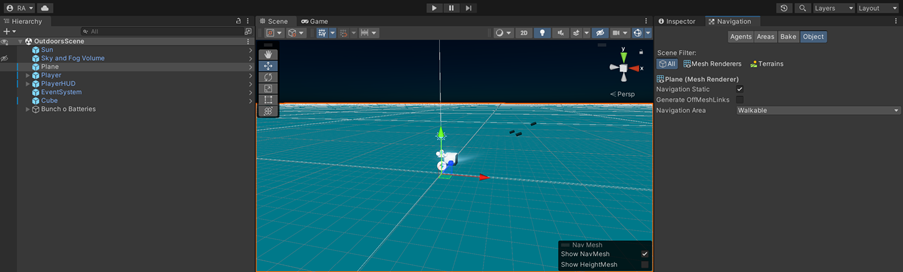 RA
Layers
Layout
Hierarchy
All
OutdoorsScene
Sun
Sky and Fog Volume
Plane
Player
PlayerHUD
EventSystem
Cube
Bunch o Batteries
Scene
Game
2D
y
x
z
Persp
Nav Mesh
Show NavMesh
Show HeightMesh
Inspector
Navigation
Agents Areas Bake Object
Scene Filter:
All Mesh Renderers Terrains
Plane (Mesh Renderer)
Navigation Static
Generate OffMeshLinks
Navigation Area Walkable